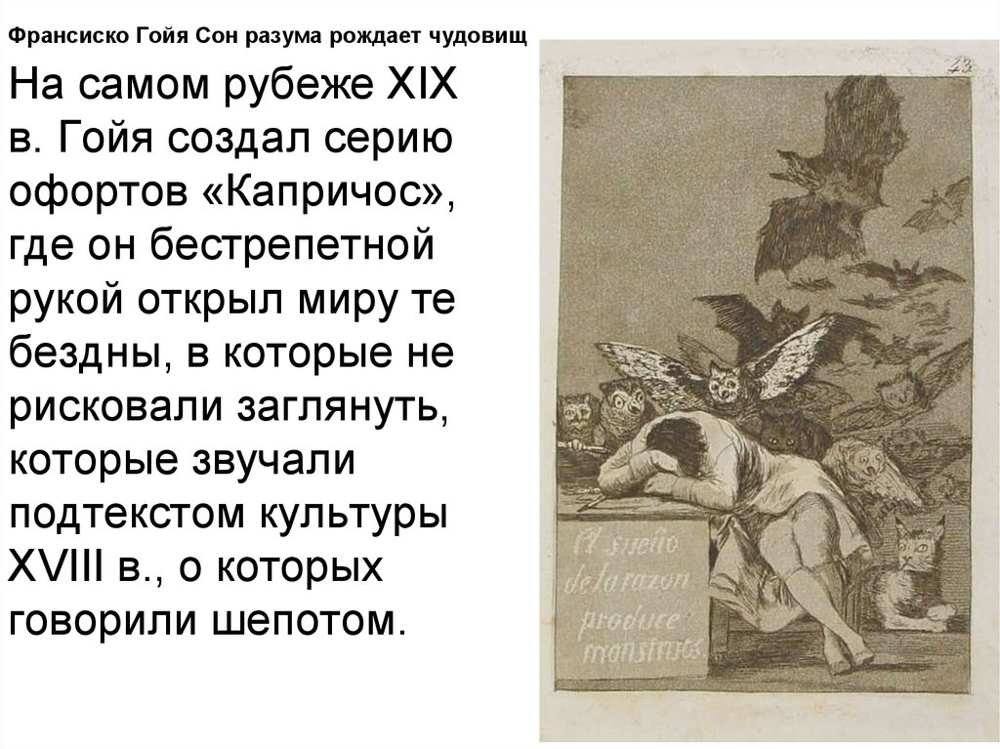 Франсиско Гойя Сон разума рождает чудовищ
На самом рубеже XIX
в. Гойя создал серию
офортов «Капричос»,
где он бестрепетной
рукой открыл миру те
бездны, в которые не
рисковали заглянуть,
которые звучали
подтекстом культуры
XVIII в., о которых
говорили шепотом.
43
El sueño
de la razon
produce
monstruos.